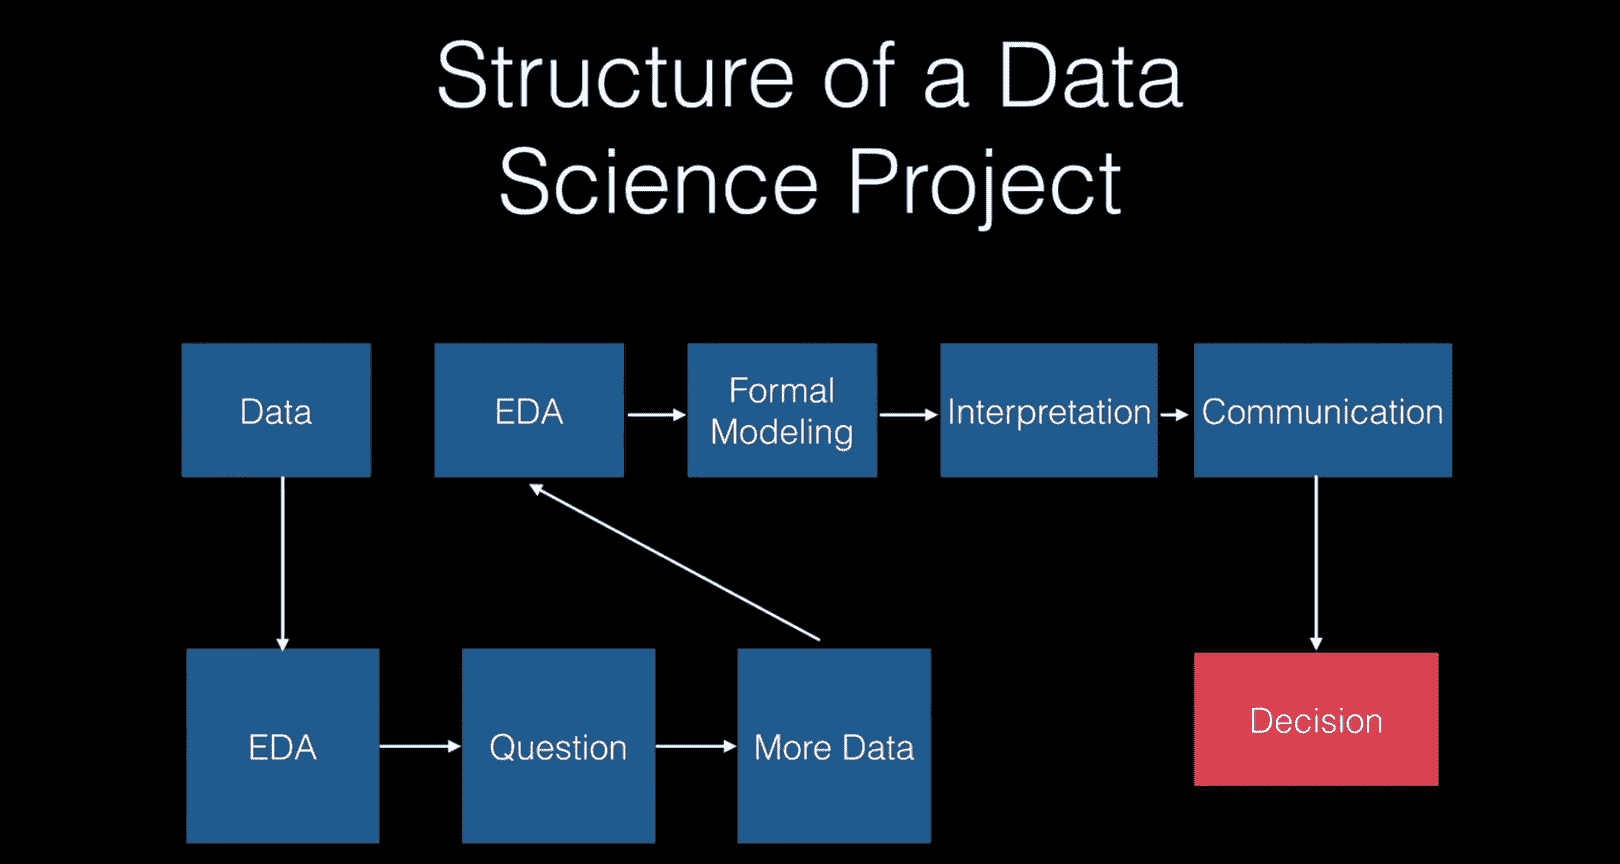 Structure of a Data
Science Project
Data
EDA
Formal
Modeling
Interpretation
Communication
EDA
Question
More Data
Decision